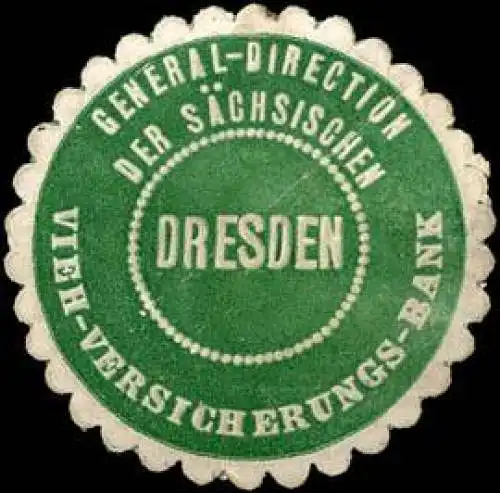 GENERAL-DIRECTION
DER SÄCHSISCHEN
DRESDEN
VIEH-VERSICHERUNGS-BANK